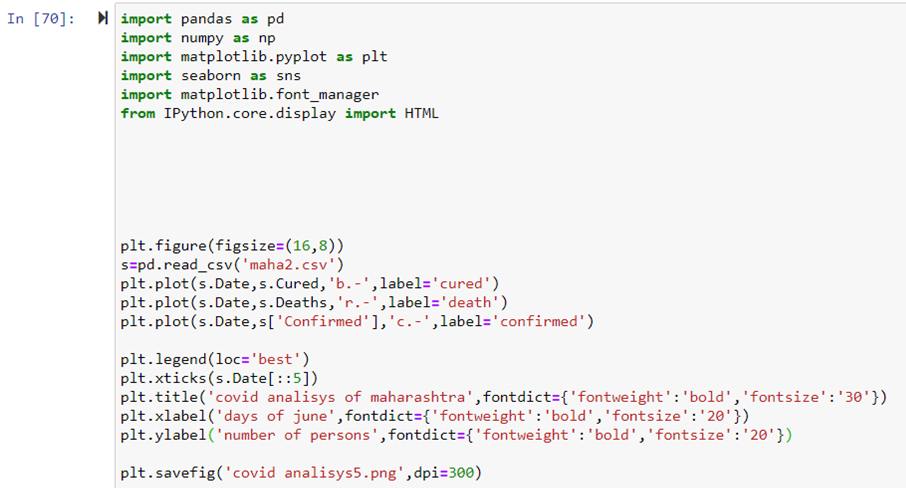 In [70]:
import pandas as pd
import numpy as np
import matplotlib.pyplot as plt
import seaborn as sns
import matplotlib.font_manager
from IPython.core.display import HTML
plt.figure(figsize=(16,8))
s=pd.read_csv('maha2.csv')
plt.plot(s.Date,s.Cured,'b.-',label='cured')
plt.plot(s.Date,s.Deaths,'r.-',label='death')
plt.plot(s.Date,s['Confirmed'],'c.-',label='confirmed')
plt.legend(loc='best')
plt.xticks(s.Date[::5])
plt.title('covid analisys of maharashtra',fontdict={'fontweight':'bold','fontsize':'30'})
plt.xlabel('days of june',fontdict={'fontweight':'bold','fontsize':'20'})
plt.ylabel('number of persons',fontdict={'fontweight':'bold','fontsize':'20'})
plt.savefig('covid analisys5.png',dpi=300)